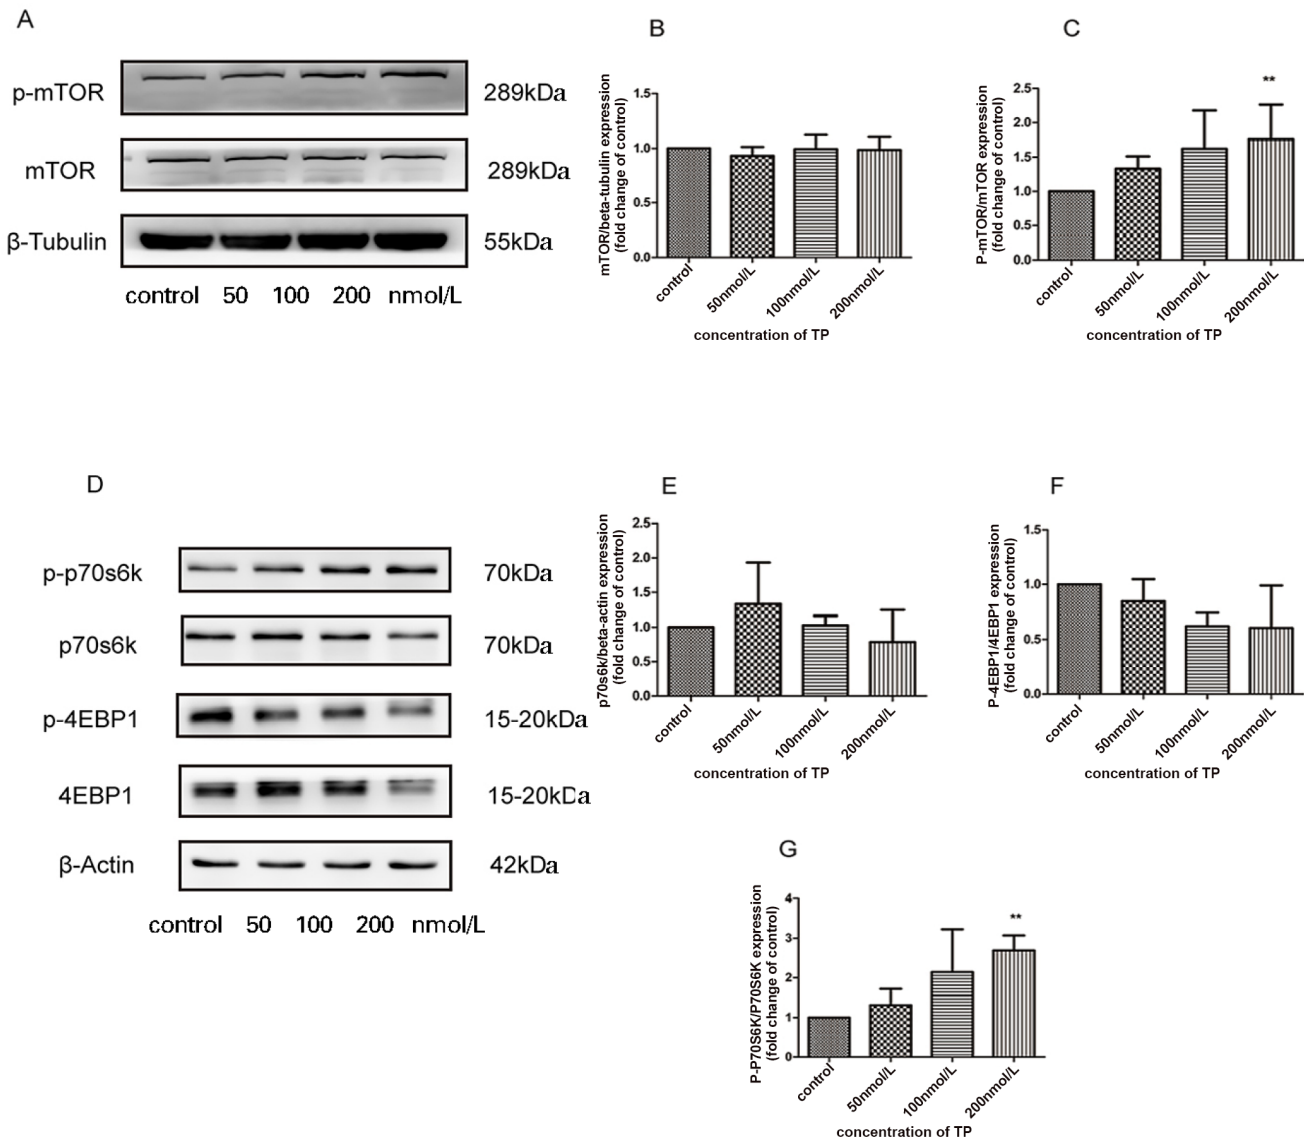 A
p-mTOR
289kDa
mTOR
289kDa
β-Tubulin
55kDa
control 50 100 200 nmol/L
B
mTOR/beta-tubulin expression
(fold change of control)
1.5
1.0
0.5
0.0
control
50nmol/L
100nmol/L
200nmol/L
concentration of TP
C
P-mTOR/mTOR expression
(fold change of control)
2.5
2.0
1.5
1.0
0.5
0.0
**
control
50nmol/L
100nmol/L
200nmol/L
concentration of TP
D
p-p70s6k
70kDa
p70s6k
70kDa
p-4EBP1
15-20kDa
4EBP1
15-20kDa
β-Actin
42kDa
control 50 100 200 nmol/L
E
p70s6k/beta-actin expression
(fold change of control)
2.5
2.0
1.5
1.0
0.5
0.0
control
50nmol/L
100nmol/L
200nmol/L
concentration of TP
F
P-4EBP1/4EBP1 expression
(fold change of control)
1.5
1.0
0.5
0.0
control
50nmol/L
100nmol/L
200nmol/L
concentration of TP
G
P-P70S6K/P70S6K expression
(fold change of control)
4
3
2
1
0
**
control
50nmol/L
100nmol/L
200nmol/L
concentration of TP